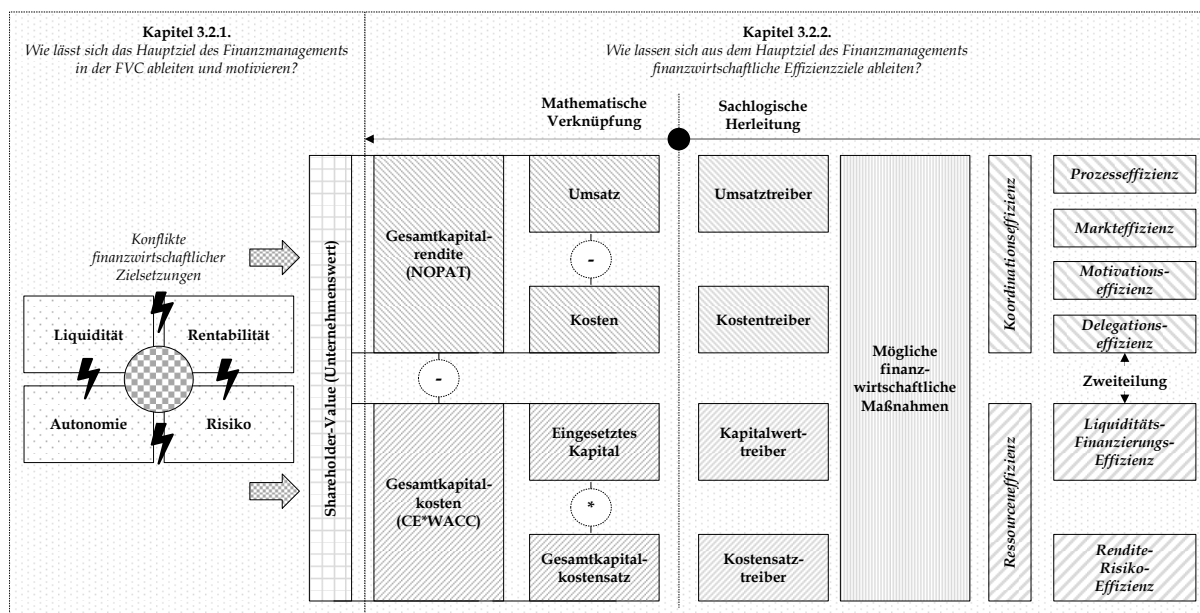 Kapitel 3.2.1.
Wie lässt sich das Hauptziel des Finanzmanagements
in der FVC ableiten und motivieren?
Kapitel 3.2.2.
Wie lassen sich aus dem Hauptziel des Finanzmanagements
finanzwirtschaftliche Effizienzziele ableiten?
Mathematische
Verknüpfung
Sachlogische
Herleitung
Konflikte
finanzwirtschaftlicher
Zielsetzungen
Liquidität
Rentabilität
Autonomie
Risiko
Shareholder-Value (Unternehmenswert)
Gesamtkapital-
rendite
(NOPAT)
-
Gesamtkapital-
kosten
(CE*WACC)
Umsatz
-
Kosten
Eingesetztes
Kapital
*
Gesamtkapital-
kostensatz
Umsatztreiber
Kostentreiber
Kapitalwert-
treiber
Kostensatz-
treiber
Mögliche
finanz-
wirtschaftliche
Maßnahmen
Koordinationseffizienz
Ressourceneffizienz
Prozesseffizienz
Markteffizienz
Motivations-
effizienz
Delegations-
effizienz
Zweiteilung
Liquiditäts-
Finanzierungs-
Effizienz
Rendite-
Risiko-
Effizienz